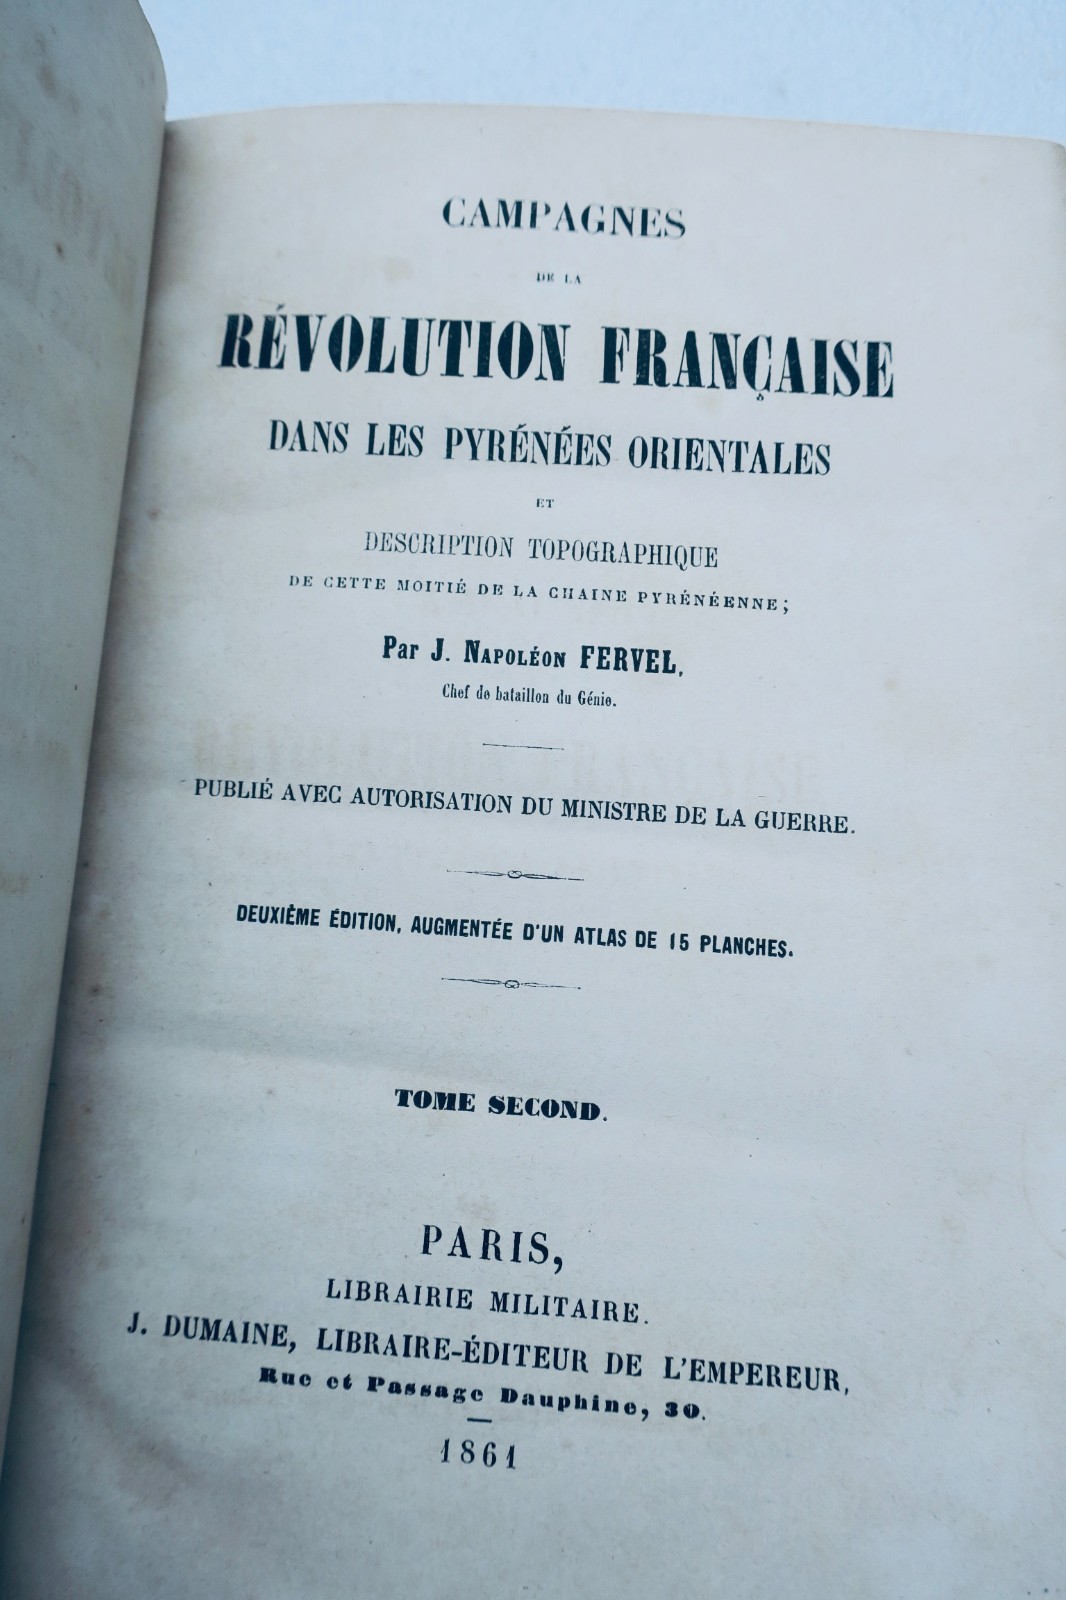 CAMPAGNES
DE LA
RÉVOLUTION FRANÇAISE
DANS LES PYRÉNÉES ORIENTALES
ET
DESCRIPTION TOPOGRAPHIQUE
DE CETTE MOITIÉ DE LA CHAINE PYRÉNÉENNE;
Par J. NAPOLÉON FERVEL,
Chef de bataillon du Génie.
PUBLIÉ AVEC AUTORISATION DU MINISTRE DE LA GUERRE.
DEUXIÈME ÉDITION, AUGMENTÉE D'UN ATLAS DE 15 PLANCHES.
TOME SECOND.
PARIS,
LIBRAIRIE MILITAIRE.
J. DUMAINE, LIBRAIRE-ÉDITEUR DE L'EMPEREUR,
Rue et Passage Dauphine, 30.
1861